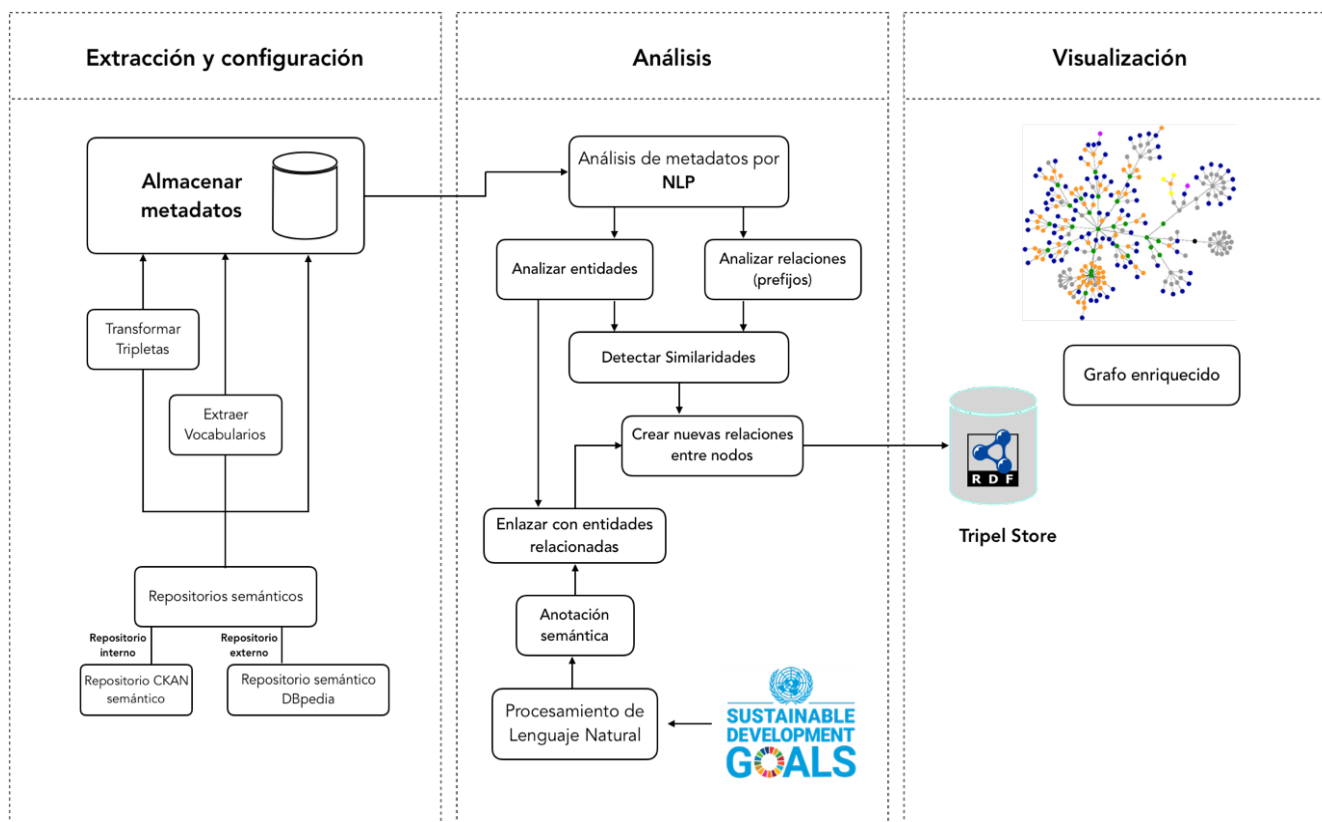 Extracción y configuración
Almacenar
metadatos
Transformar
Tripletas
Extraer
Vocabularios
Repositorios semánticos
Repositorio
interno
Repositorio
externo
Repositorio CKAN
semántico
Repositorio semántico
DBpedia
Análisis
Análisis de metadatos por
NLP
Analizar entidades
Analizar relaciones
(prefijos)
Detectar Similaridades
Crear nuevas relaciones
entre nodos
Enlazar con entidades
relacionadas
Anotación
semántica
Procesamiento de
Lenguaje Natural
SUSTAINABLE
DEVELOPMENT
GOALS
Visualización
Grafo enriquecido
RDF
Tripel Store